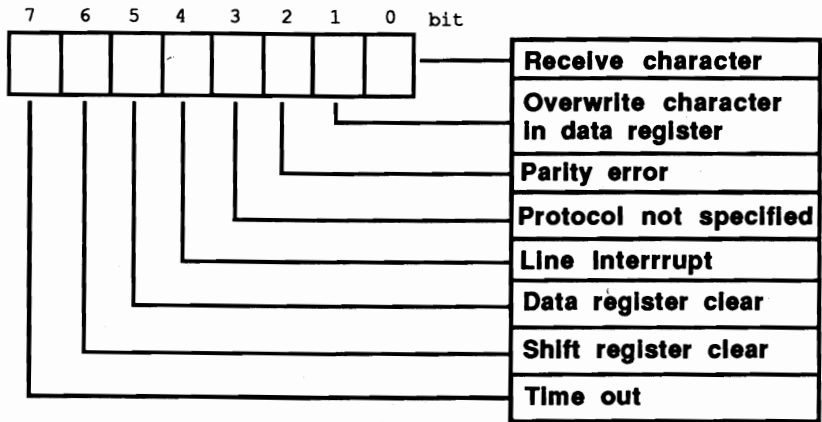 7 6 5 4 3 2 1 0 bit
Receive character
Overwrite character
in data register
Parity error
Protocol not specified
Line Interrrupt
Data register clear
Shift register clear
Time out